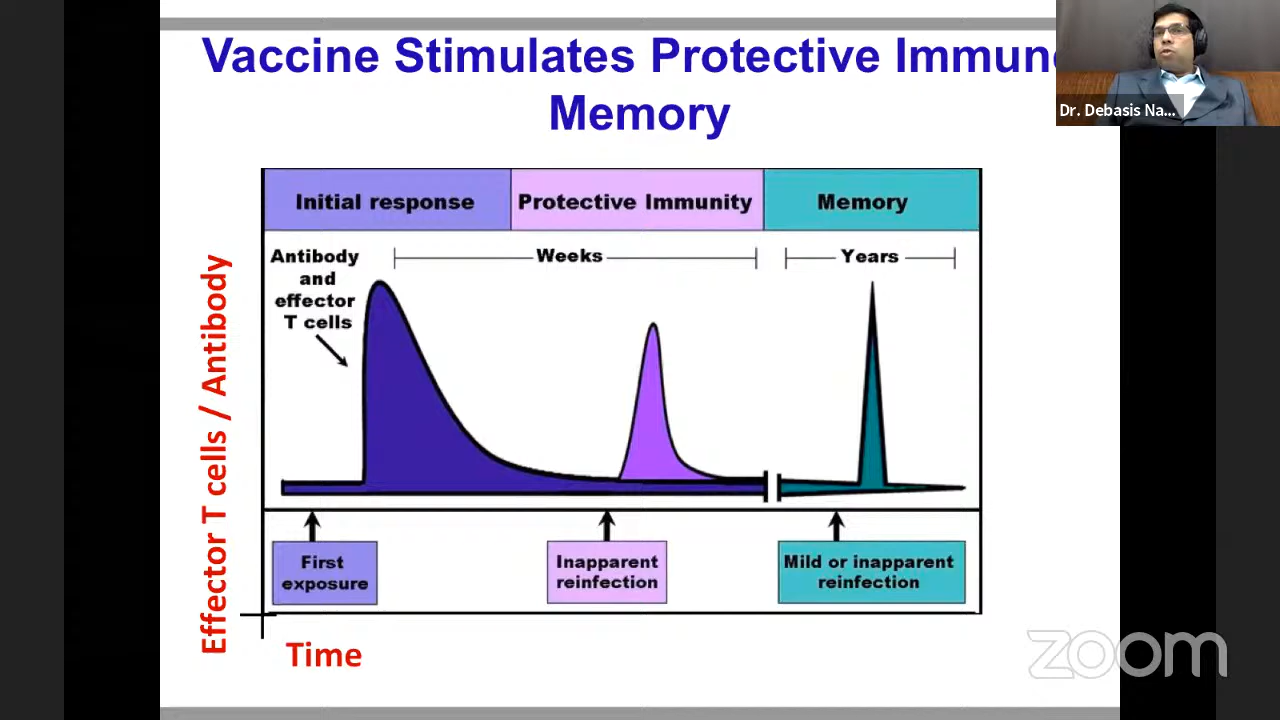 Vaccine Stimulates Protective Immune
Memory
Dr. Debasis Na...
Initial response
Protective Immunity
Memory
Antibody
and
effector
T cells
Weeks
Years
Effector T cells / Antibody
First
exposure
Inapparent
reinfection
Mild or inapparent
reinfection
Time
zoom